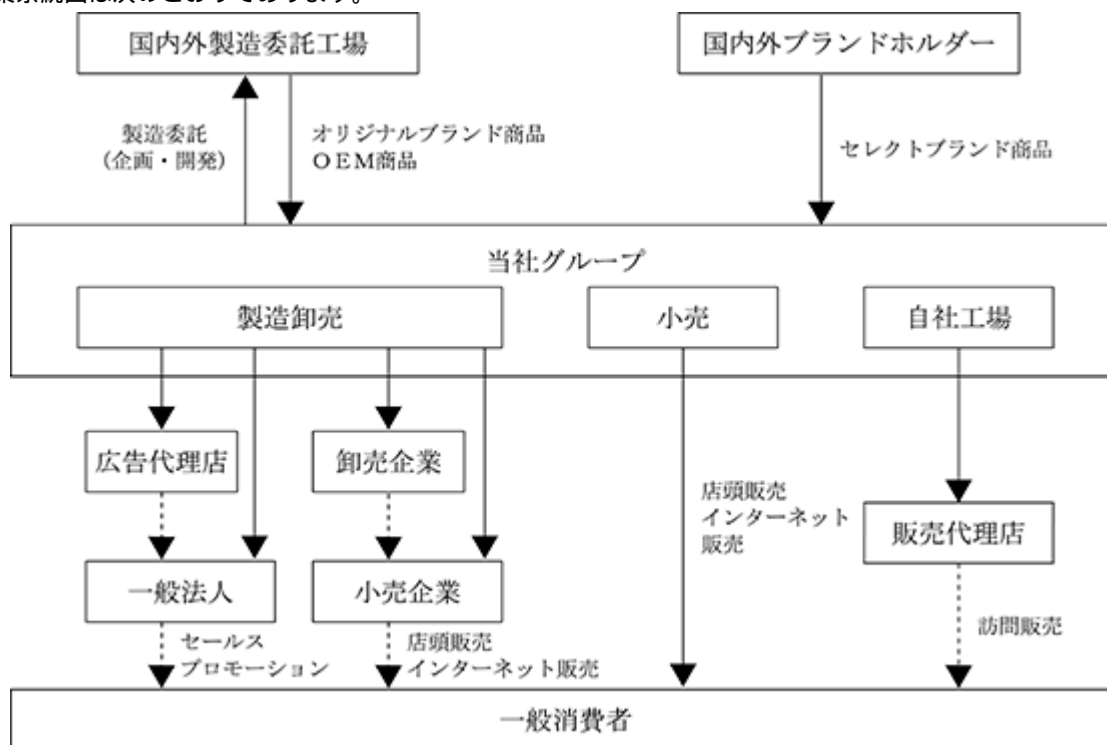 業系統図は次のとおりであります。
国内外製造委託工場
国内外ブランドホルダー
製造委託
(企画・開発)
オリジナルブランド商品
OEM商品
セレクトブランド商品
当社グループ
製造卸売
小売
自社工場
広告代理店
卸売企業
店頭販売
インターネット
販売
販売代理店
一般法人
小売企業
セールス
プロモーション
店頭販売
インターネット販売
訪問販売
一般消費者